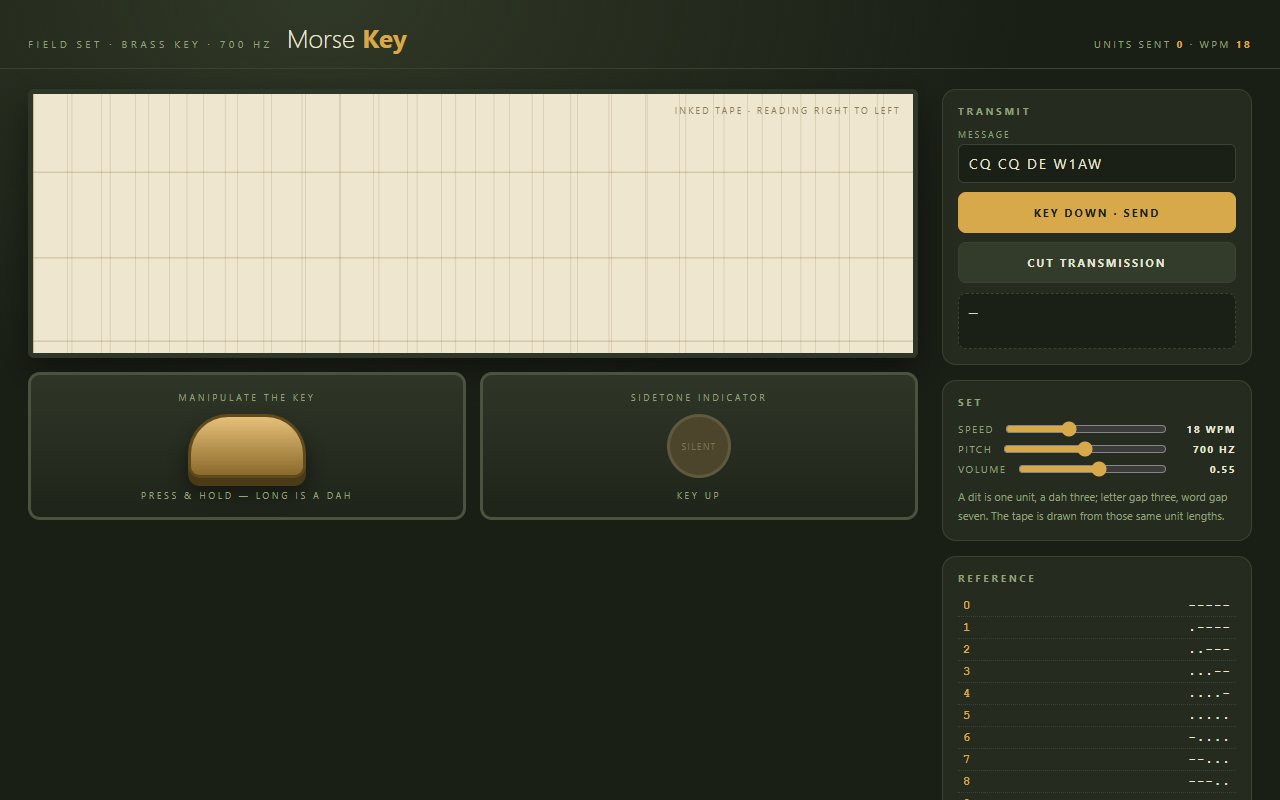 FIELD SET · BRASS KEY · 700 HZ Morse Key
UNITS SENT 0 · WPM 18
INKED TAPE · READING RIGHT TO LEFT
MANIPULATE THE KEY
PRESS & HOLD — LONG IS A DAH
SIDETONE INDICATOR
SILENT
KEY UP
TRANSMIT
MESSAGE
CQ CQ DE W1AW
KEY DOWN · SEND
CUT TRANSMISSION
—
SET
SPEED 18 WPM
PITCH 700 HZ
VOLUME 0.55
A dit is one unit, a dah three; letter gap three, word gap
seven. The tape is drawn from those same unit lengths.
REFERENCE
0 -----
1 .----
2 ..---
3 ...--
4 ....-
5 .....
6 -....
7 --...
8 ---..